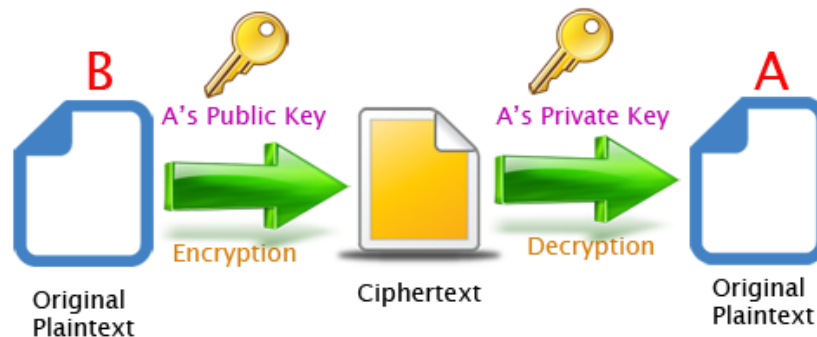 B
A
A's Public Key
A's Private Key
Encryption
Decryption
Original
Plaintext
Ciphertext
Original
Plaintext